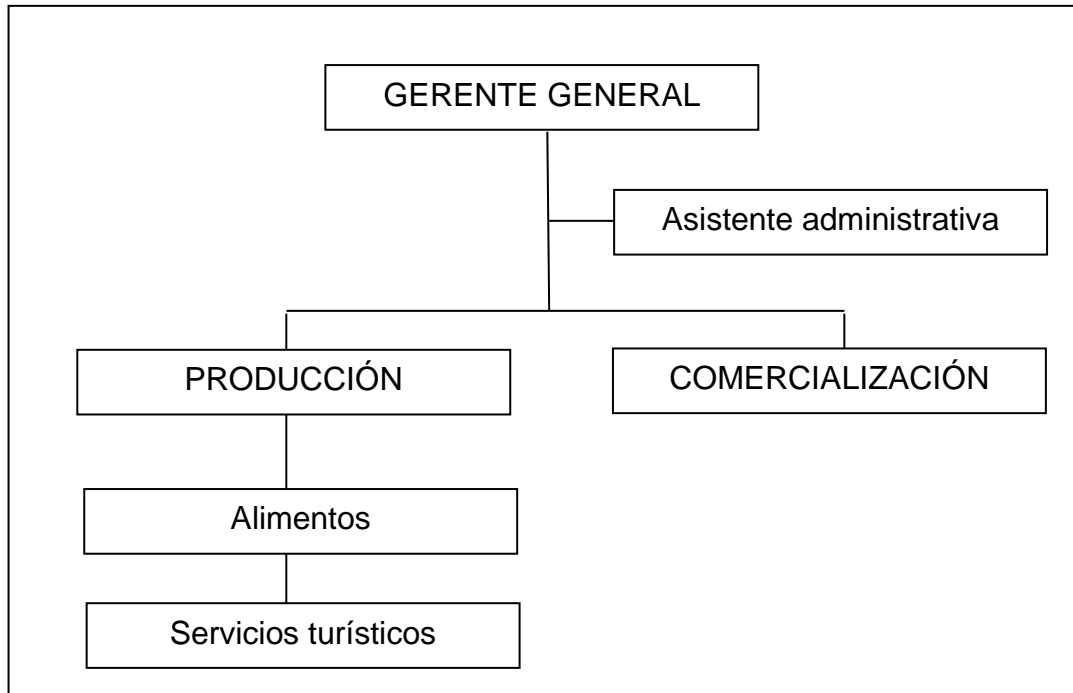 GERENTE GENERAL
Asistente administrativa
PRODUCCIÓN
COMERCIALIZACIÓN
Alimentos
Servicios turísticos